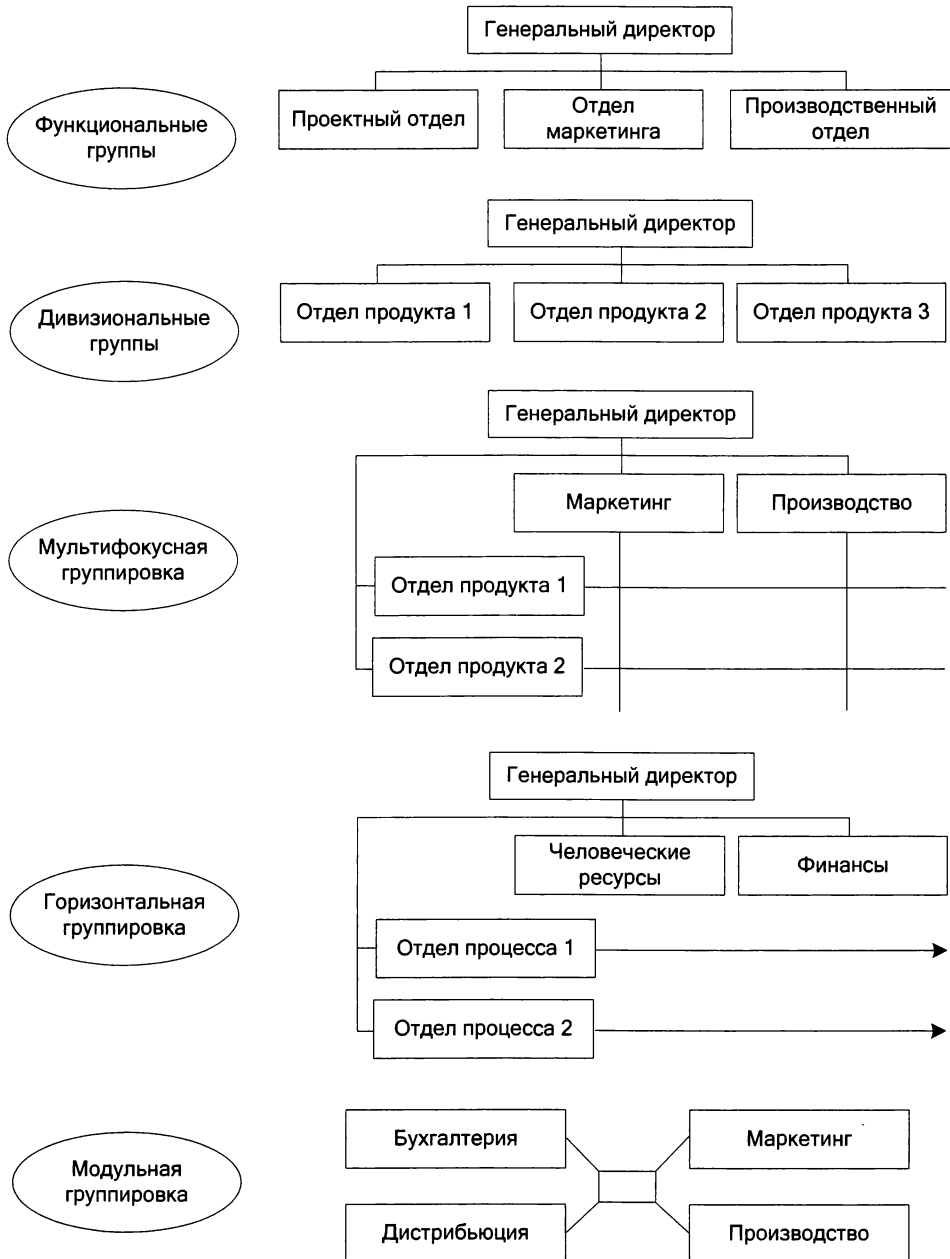 Генеральный директор
Функциональные
группы
Проектный отдел
Отдел
маркетинга
Производственный
отдел
Генеральный директор
Дивизиональные
группы
Отдел продукта 1
Отдел продукта 2
Отдел продукта 3
Генеральный директор
Мультифокусная
группировка
Маркетинг
Производство
Отдел продукта 1
Отдел продукта 2
Генеральный директор
Горизонтальная
группировка
Человеческие
ресурсы
Финансы
Отдел процесса 1
Отдел процесса 2
Модульная
группировка
Бухгалтерия
Маркетинг
Дистрибьюция
Производство